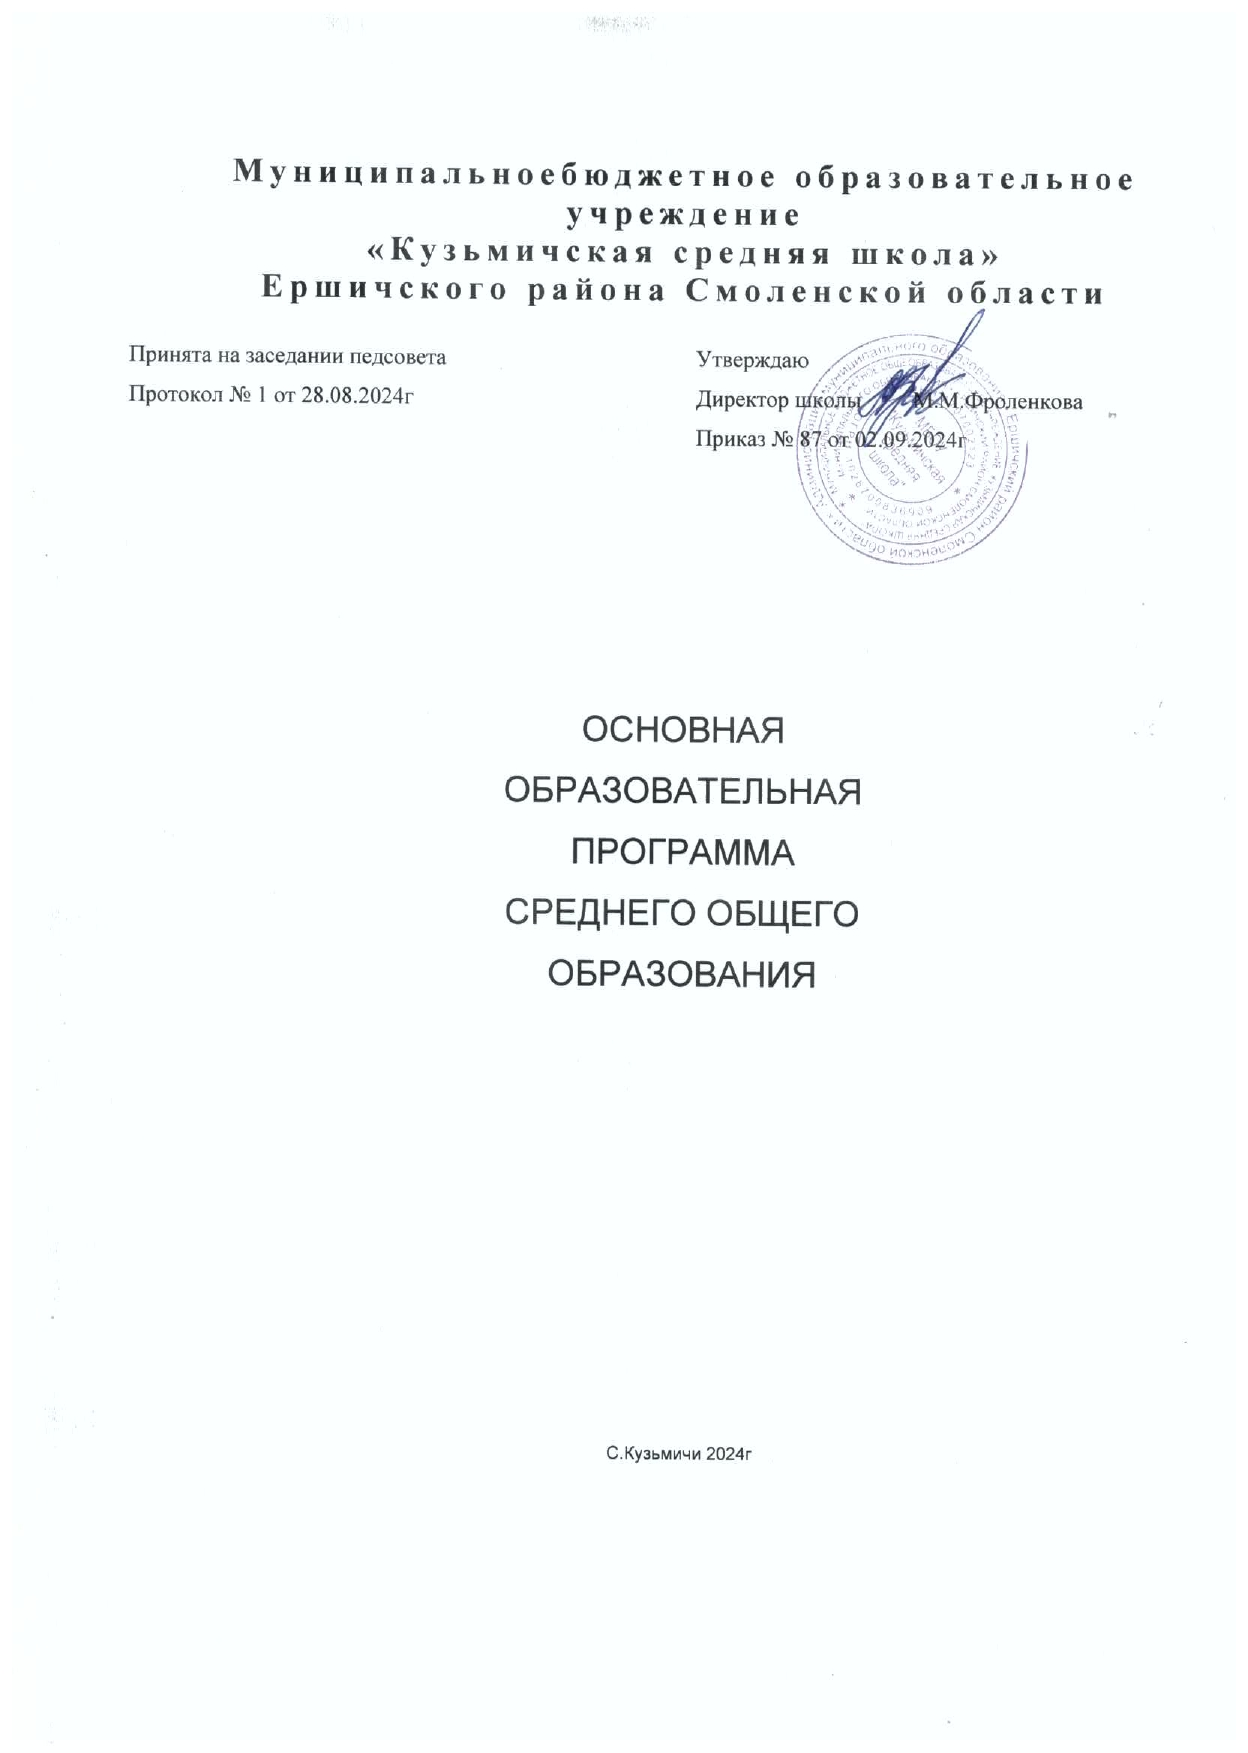 Муниципальноебюджетное образовательное
учреждение
«Кузьмичская средняя школа»
Ершичского района Смоленской области
Принята на заседании педсовета
Протокол № 1 от 28.08.2024г
Утверждаю
Директор школы М.М.Фроленкова
Приказ № 87 от 02.09.2024г
ОСНОВНАЯ
ОБРАЗОВАТЕЛЬНАЯ
ПРОГРАММА
СРЕДНЕГО ОБЩЕГО
ОБРАЗОВАНИЯ
С.Кузьмичи 2024г